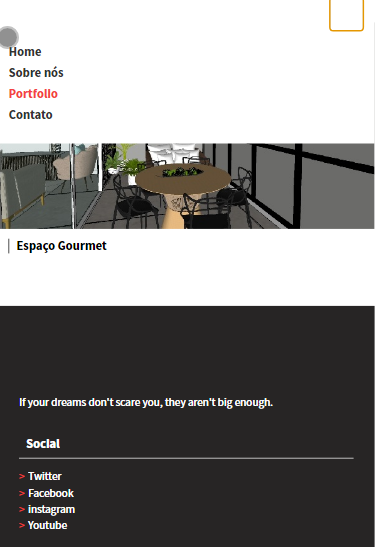 Home
Sobre nós
Portfolio
Contato
Espaço Gourmet
If your dreams don't scare you, they aren't big enough.
Social
> Twitter
> Facebook
> instagram
> Youtube